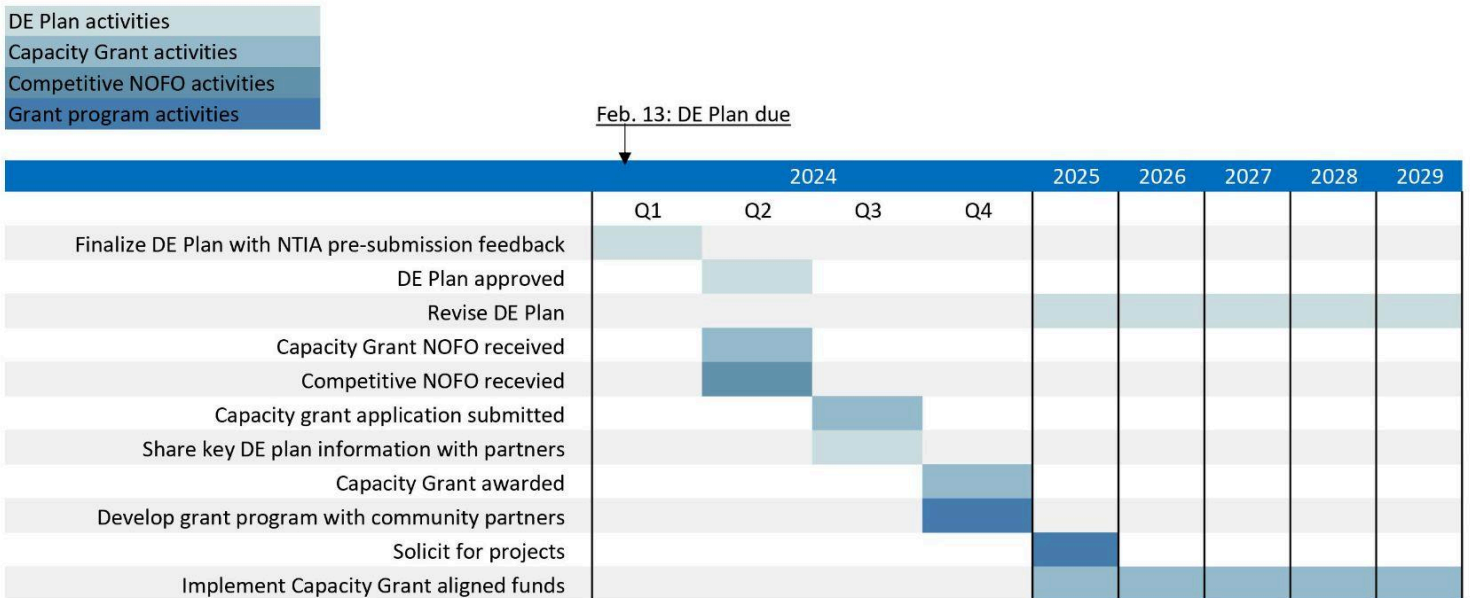 DE Plan activities
Capacity Grant activities
Competitive NOFO activities
Grant program activities
Feb. 13: DE Plan due
2024 2025 2026 2027 2028 2029
Q1 Q2 Q3 Q4
Finalize DE Plan with NTIA pre-submission feedback
DE Plan approved
Revise DE Plan
Capacity Grant NOFO received
Competitive NOFO recevied
Capacity grant application submitted
Share key DE plan information with partners
Capacity Grant awarded
Develop grant program with community partners
Solicit for projects
Implement Capacity Grant aligned funds